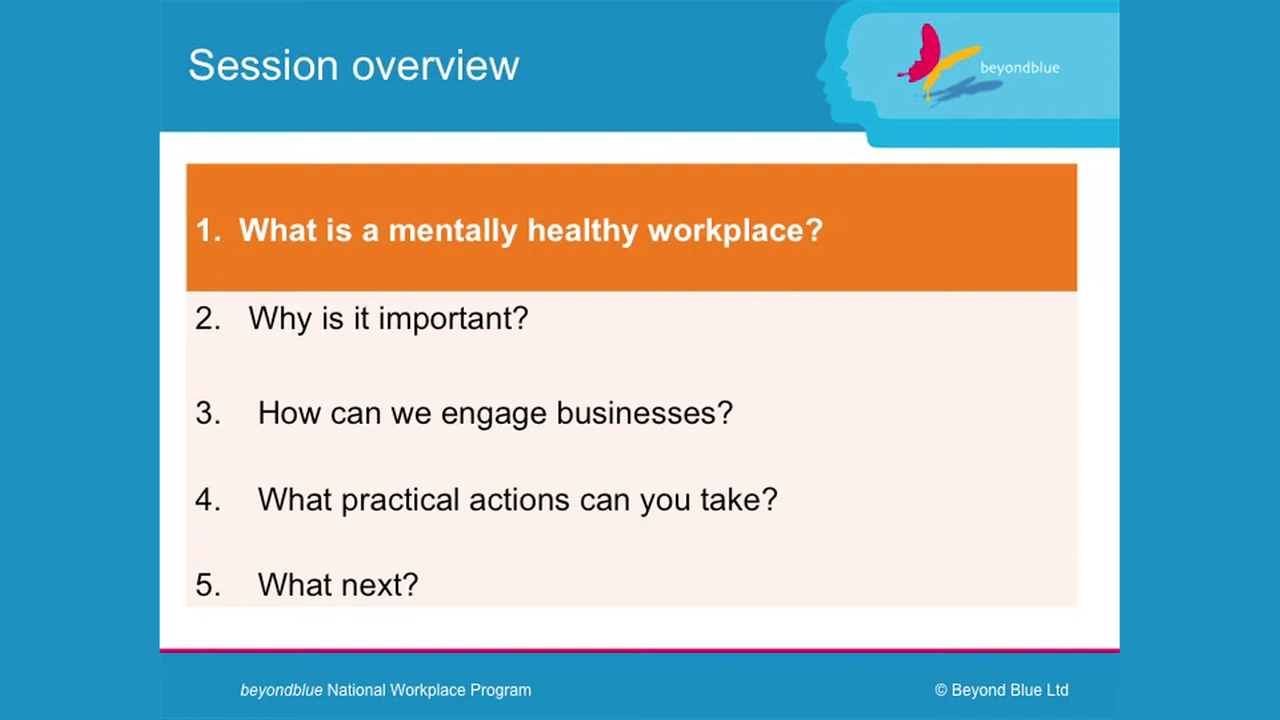 Session overview
beyondblue
1. What is a mentally healthy workplace?
2. Why is it important?
3. How can we engage businesses?
4. What practical actions can you take?
5. What next?
beyondblue National Workplace Program
© Beyond Blue Ltd